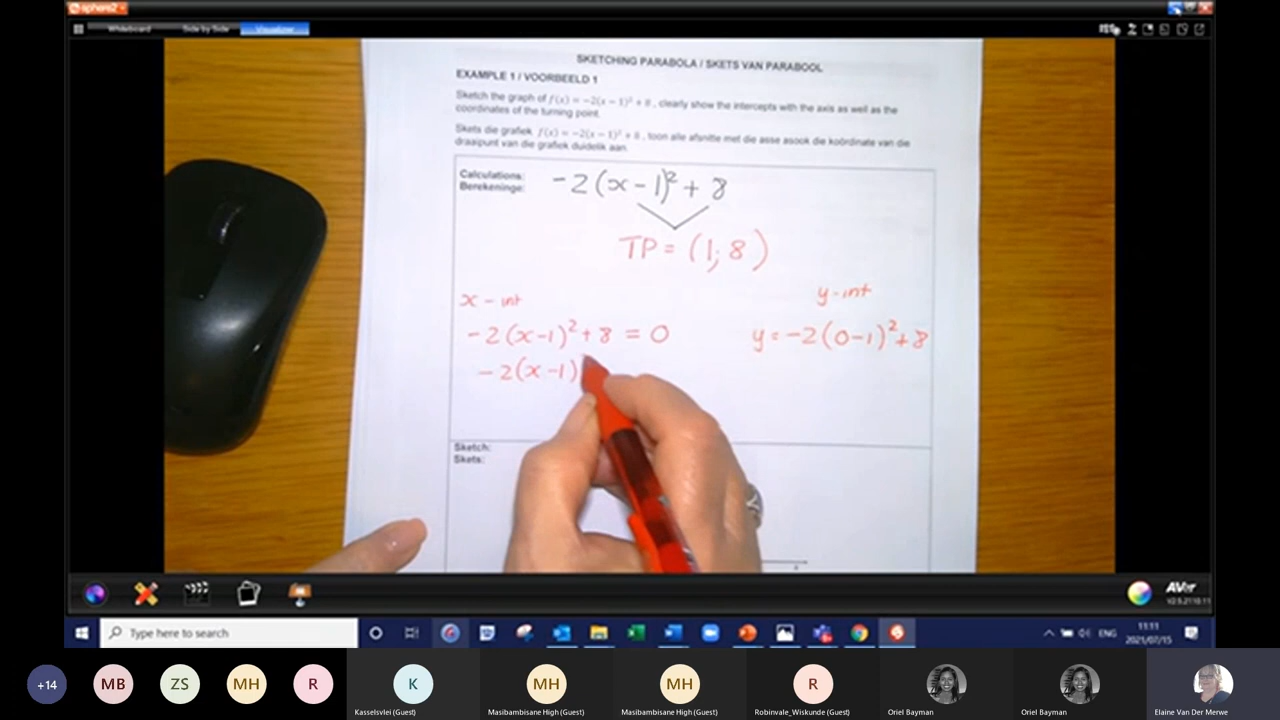 sphere2
Whiteboard Side by Side Visualizer
SKETCHING PARABOLA / SKETS VAN PARABOOL
EXAMPLE 1 / VOORBEELD 1
Sketch the graph of f(x) = −2(x − 1)² + 8 , clearly show the intercepts with the axis as well as the
coordinates of the turning point.
Skets die grafiek f(x) = −2(x − 1)² + 8 , toon alle afsnitte met die asse asook die koördinate van die
draaipunt van die grafiek duidelik aan.
Calculations:
Berekeninge:
-2(x-1)² + 8
TP = (1; 8)
x - int
y-int
-2(x-1)² + 8 = 0
y = -2(0-1)² + 8
-2(x-1)
Sketch:
Skets:
AVer
Type here to search
ENG
11:11
2021/07/15
+14
MB
ZS
MH
R
K
MH
MH
R
Kasselsvlei (Guest)
Masibambisane High (Guest)
Masibambisane High (Guest)
Robinvale_Wiskunde (Guest)
Oriel Bayman
Oriel Bayman
Elaine Van Der Merwe